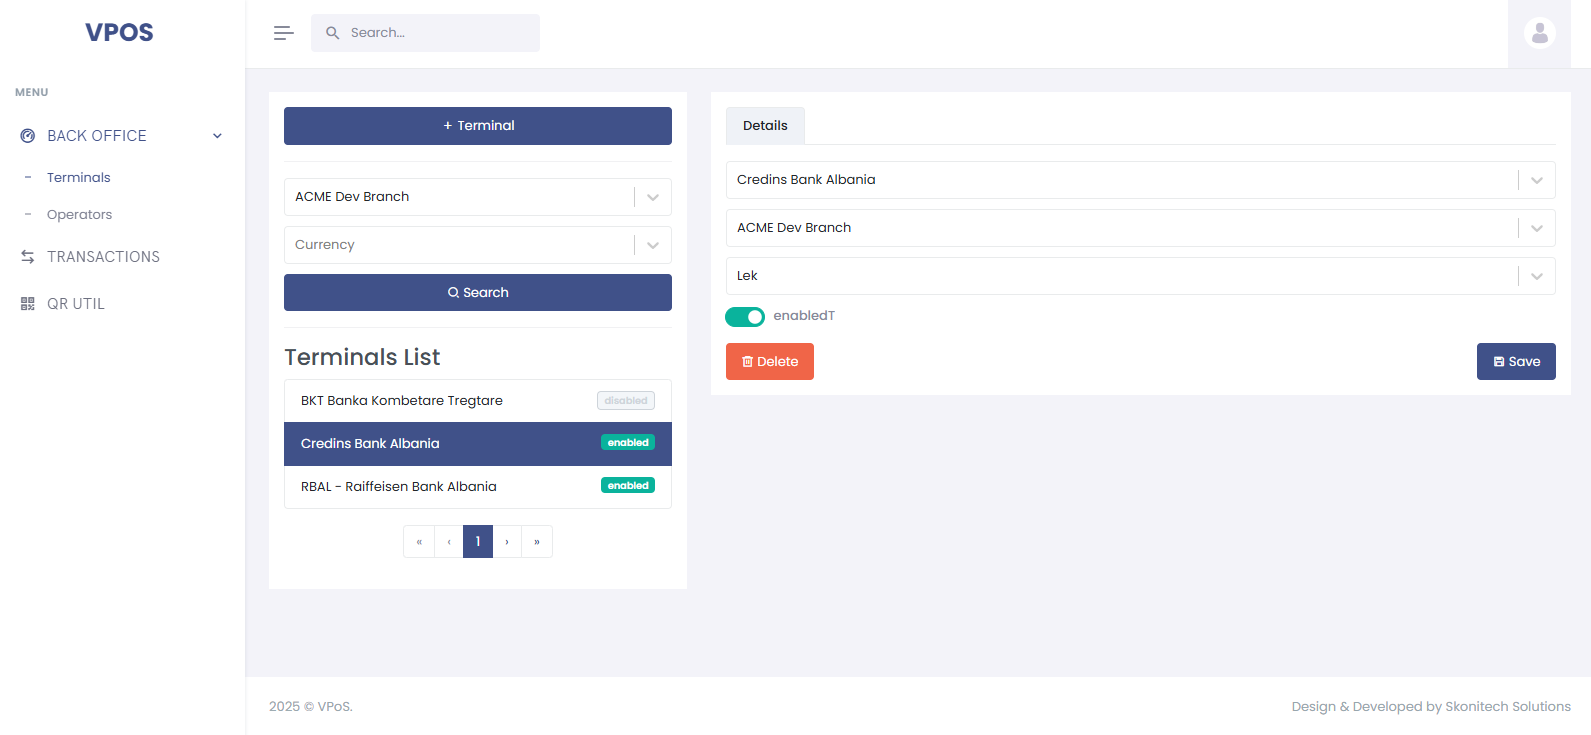 VPOS
Search...
MENU
BACK OFFICE
- Terminals
- Operators
TRANSACTIONS
QR UTIL
+ Terminal
ACME Dev Branch
Currency
Search
Terminals List
BKT Banka Kombetare Tregtare disabled
Credins Bank Albania enabled
RBAL - Raiffeisen Bank Albania enabled
« ‹ 1 › »
Details
Credins Bank Albania
ACME Dev Branch
Lek
enabledT
Delete Save
2025 © VPoS.
Design & Developed by Skonitech Solutions